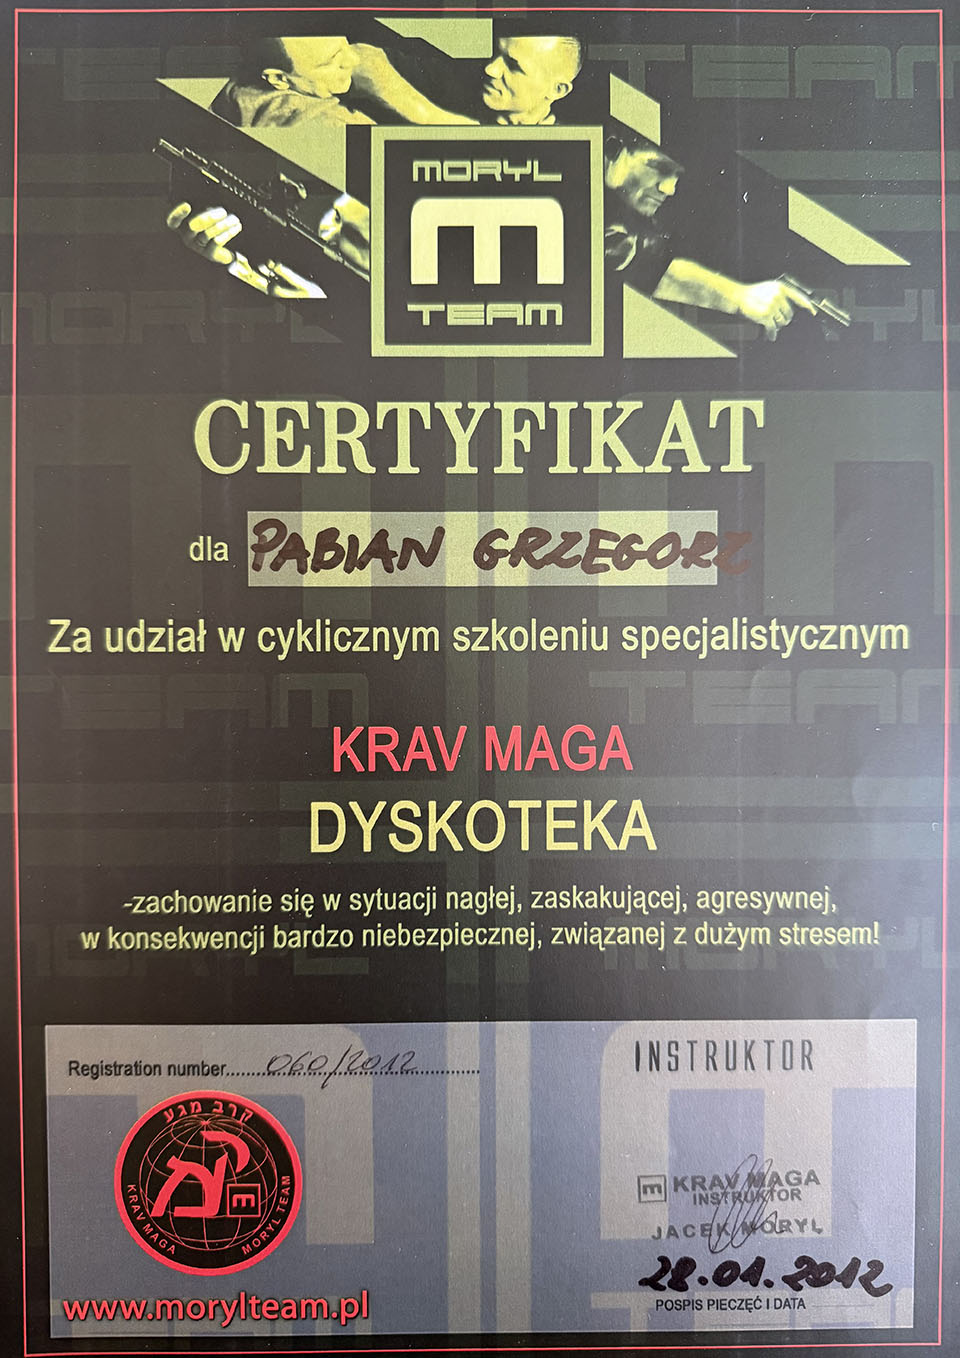 MORYL
M
TEAM
CERTYFIKAT
dla PABIAN GRZEGORZ
Za udział w cyklicznym szkoleniu specjalistycznym
KRAV MAGA
DYSKOTEKA
-zachowanie się w sytuacji nagłej, zaskakującej, agresywnej,
w konsekwencji bardzo niebezpiecznej, związanej z dużym stresem!
Registration number.....060/2012.....
INSTRUKTOR
קרב מגע
KRAV MAGA
MORYL TEAM
M KRAV MAGA
INSTRUKTOR
JACEK MORYL
28.01.2012
POSPIS PIECZĘĆ I DATA
www.morylteam.pl